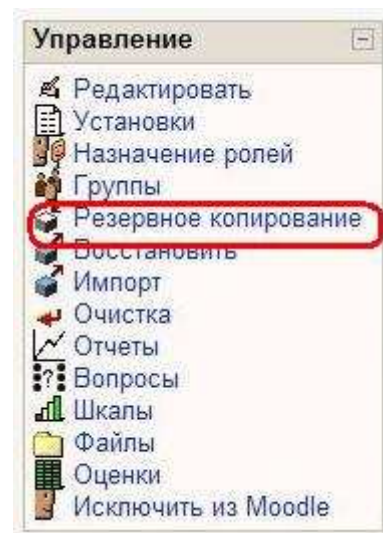 Управление
Редактировать
Установки
Назначение ролей
Группы
Резервное копирование
Восстановить
Импорт
Очистка
Отчеты
Вопросы
Шкалы
Файлы
Оценки
Исключить из Moodle